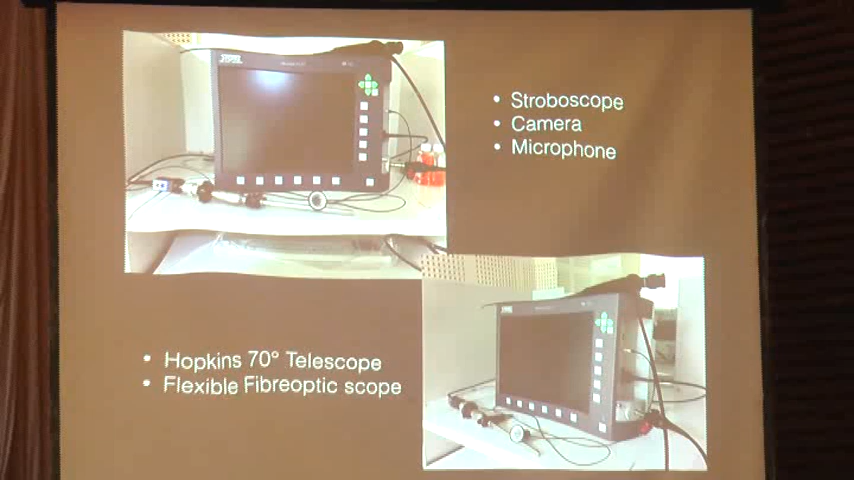 • Stroboscope
• Camera
• Microphone
• Hopkins 70° Telescope
• Flexible Fibreoptic scope